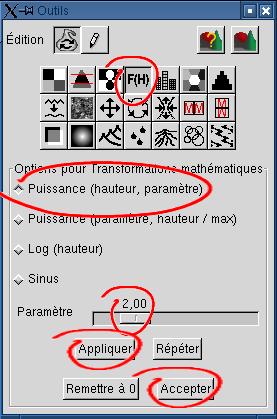 Outils
Édition
F(H)
Options pour Transformations mathématiques
Puissance (hauteur, paramètre)
Puissance (paramètre, hauteur / max)
Log (hauteur)
Sinus
2,00
Paramètre
Appliquer Répéter
Remettre à 0 Accepter